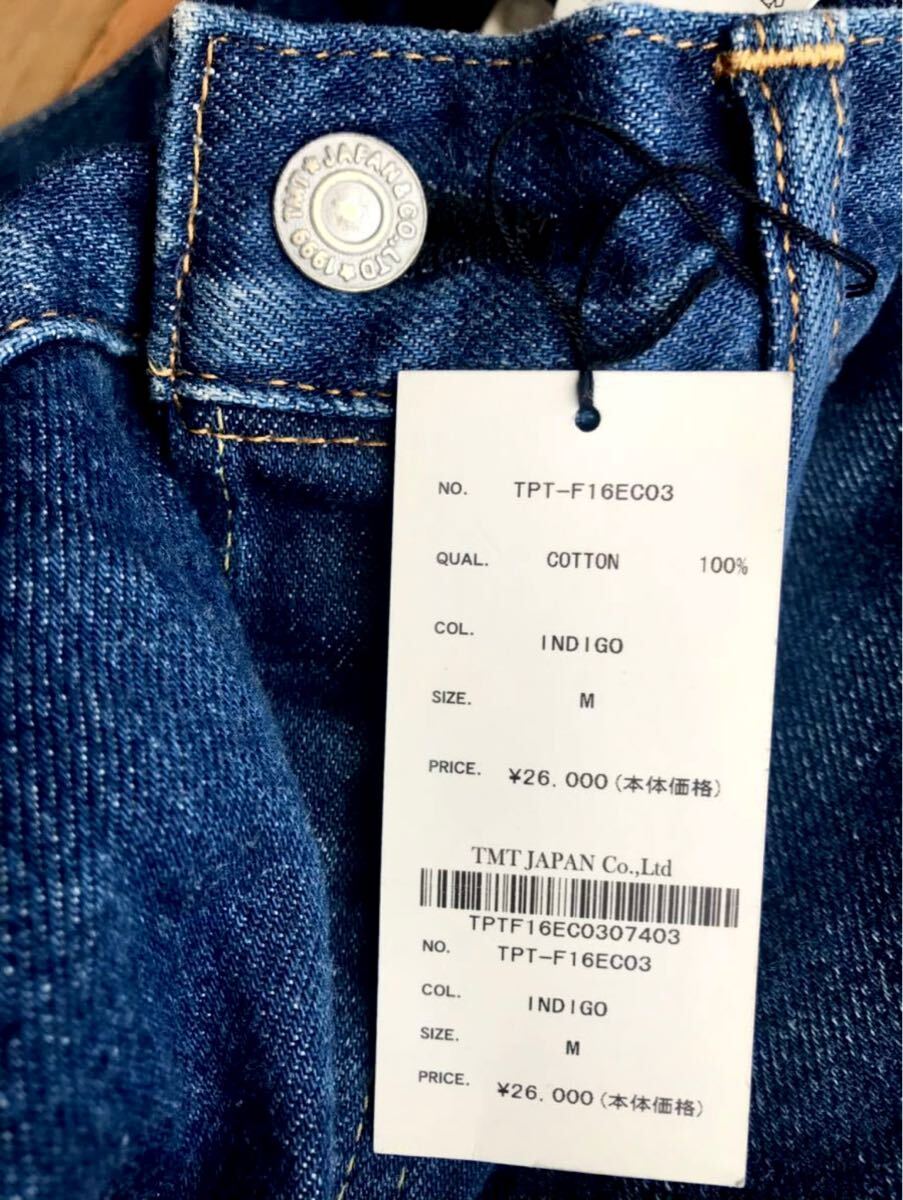 TMT ★ JAPAN & CO.,LTD ★ 1999
NO. TPT-F16EC03
QUAL. COTTON 100%
COL. INDIGO
SIZE. M
PRICE. ¥26.000(本体価格)
TMT JAPAN Co.,Ltd
TPTF16EC0307403
NO. TPT-F16EC03
COL. INDIGO
SIZE. M
PRICE. ¥26.000(本体価格)